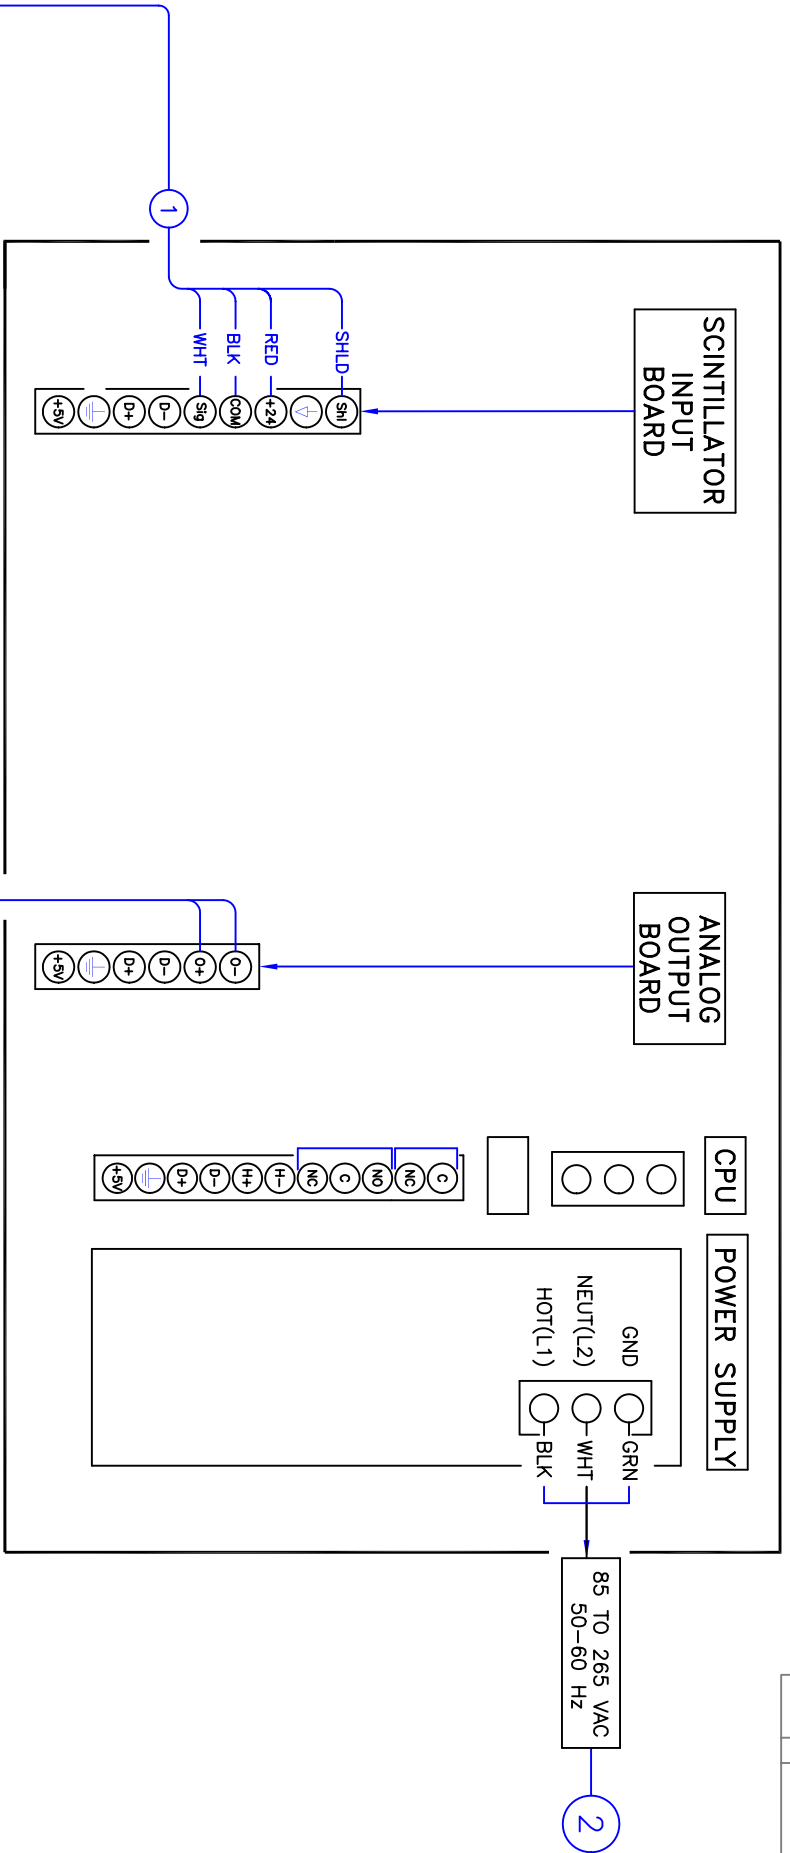 SCINTILLATOR
INPUT
BOARD
ANALOG
OUTPUT
BOARD
CPU
POWER SUPPLY
1
SHLD
RED
BLK
WHT
Shl
+24
COM
Sig
D-
D+
+5V
O-
O+
D-
D+
+5V
C
NC
NO
C
NC
H-
H+
D-
D+
+5V
GND
NEUT(L2)
HOT(L1)
GRN
WHT
BLK
85 TO 265 VAC
50-60 Hz
2